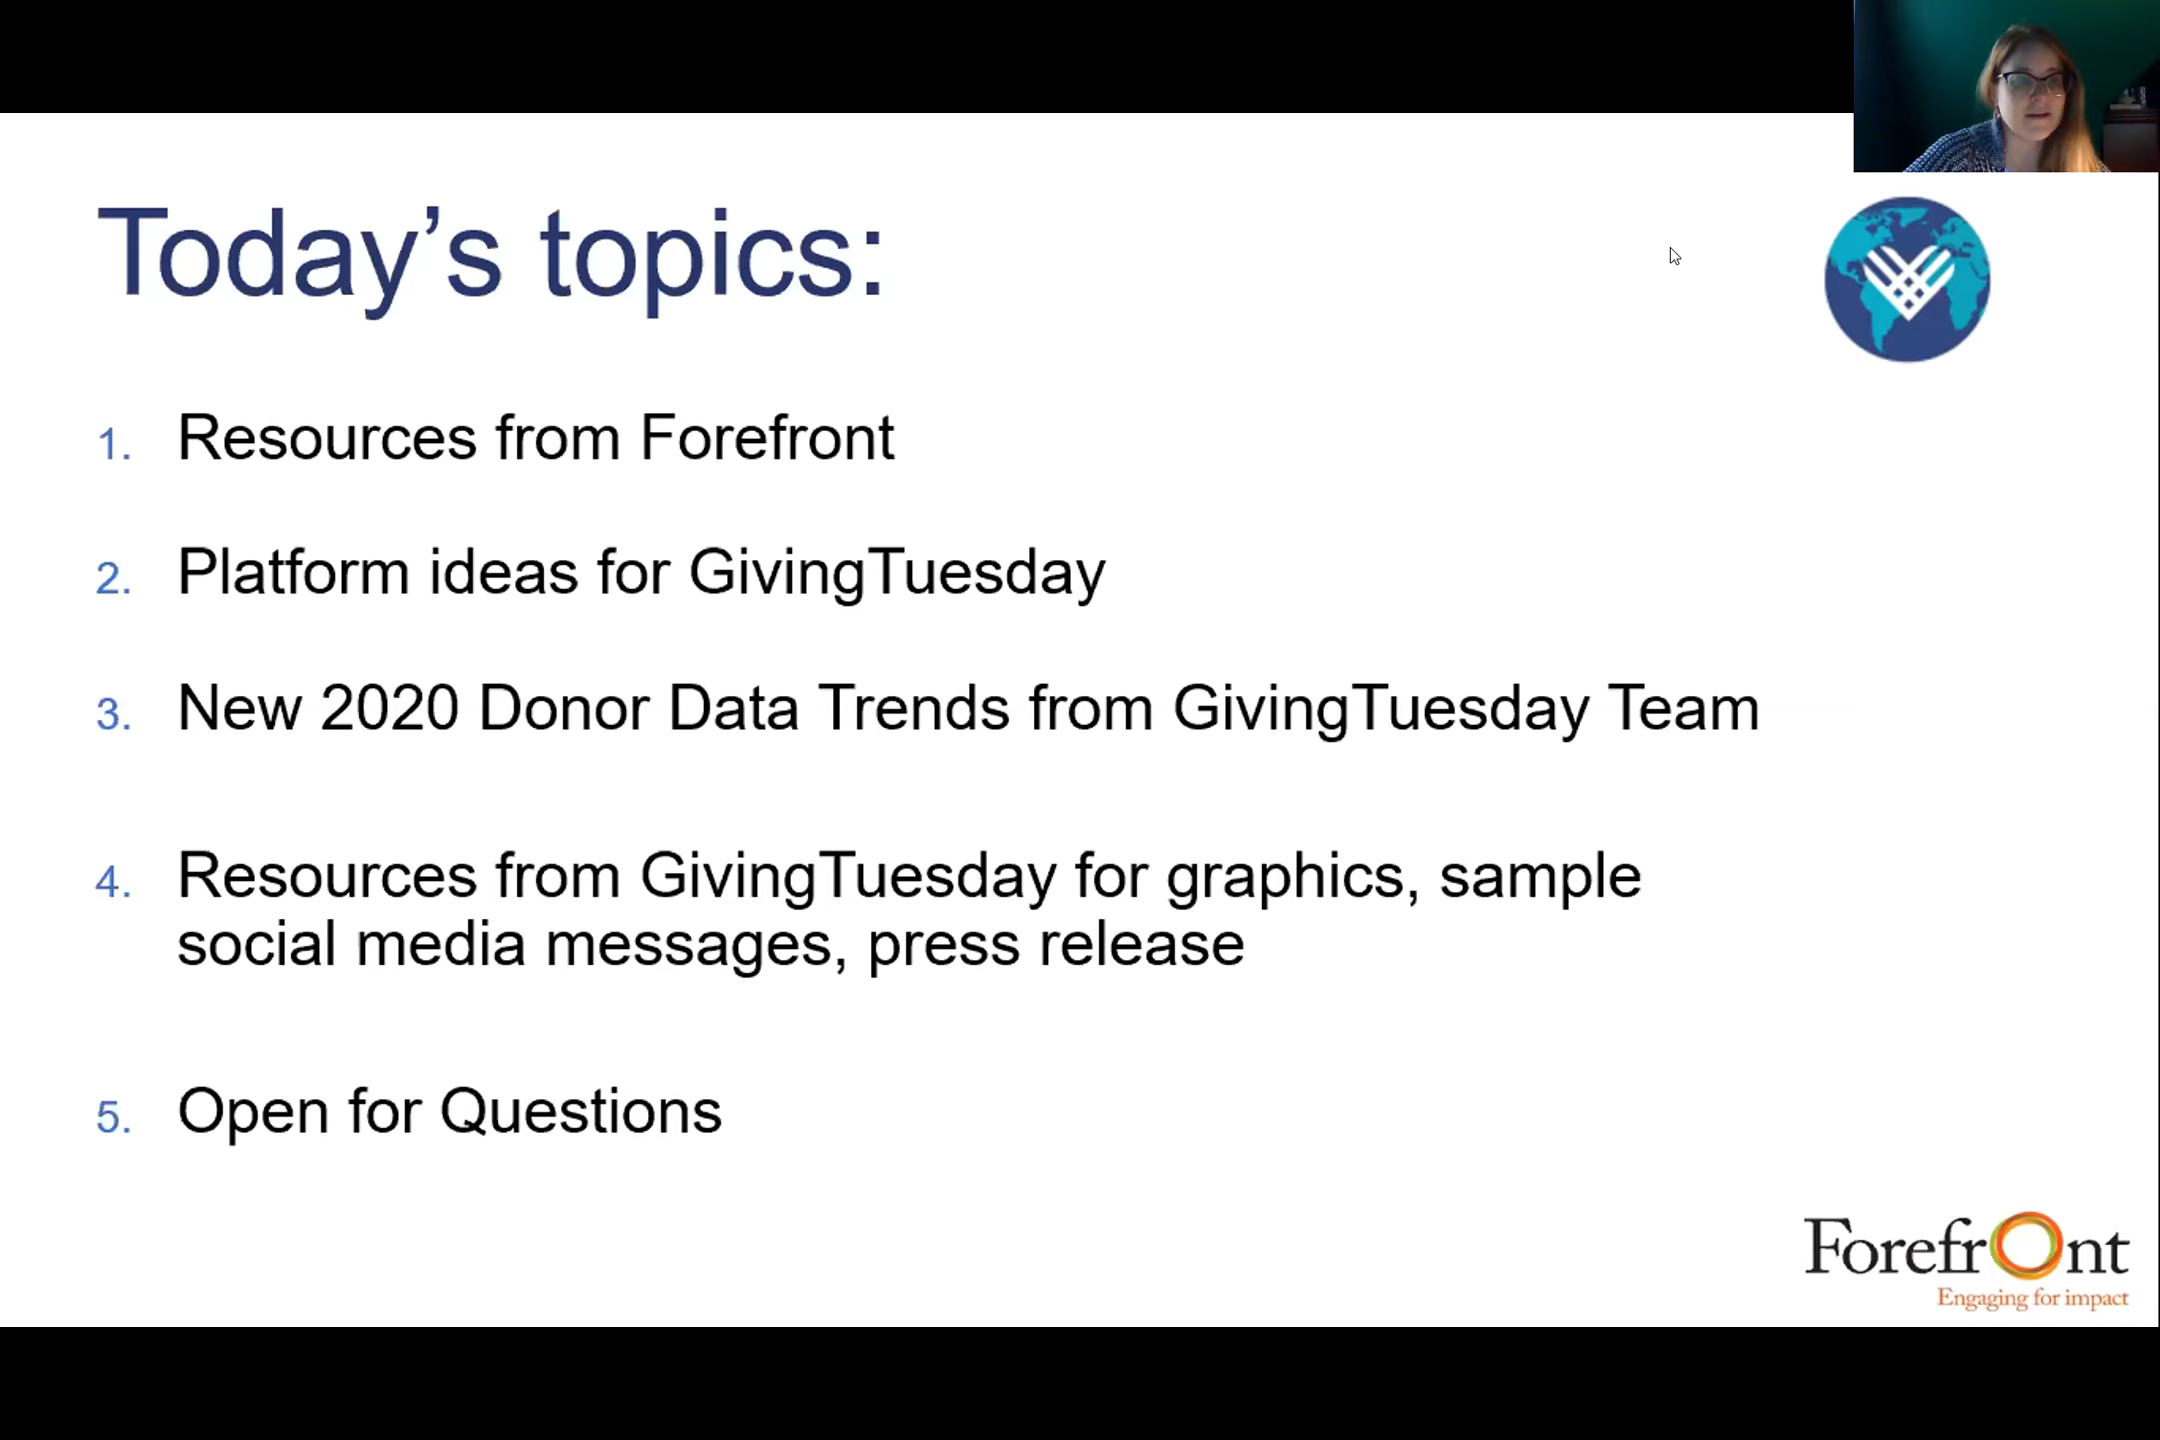 Today’s topics:
1. Resources from Forefront
2. Platform ideas for GivingTuesday
3. New 2020 Donor Data Trends from GivingTuesday Team
4. Resources from GivingTuesday for graphics, sample
social media messages, press release
5. Open for Questions
Forefront
Engaging for impact